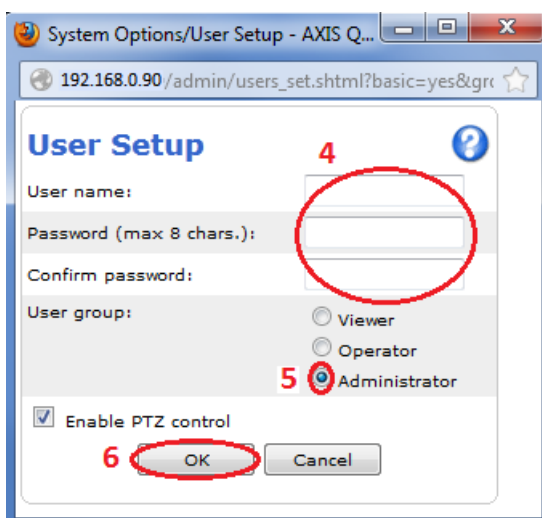 System Options/User Setup - AXIS Q...
192.168.0.90/admin/users_set.shtml?basic=yes&gr
User Setup
4
User name:
Password (max 8 chars.):
Confirm password:
User group:
Viewer
Operator
5 Administrator
Enable PTZ control
6 OK Cancel